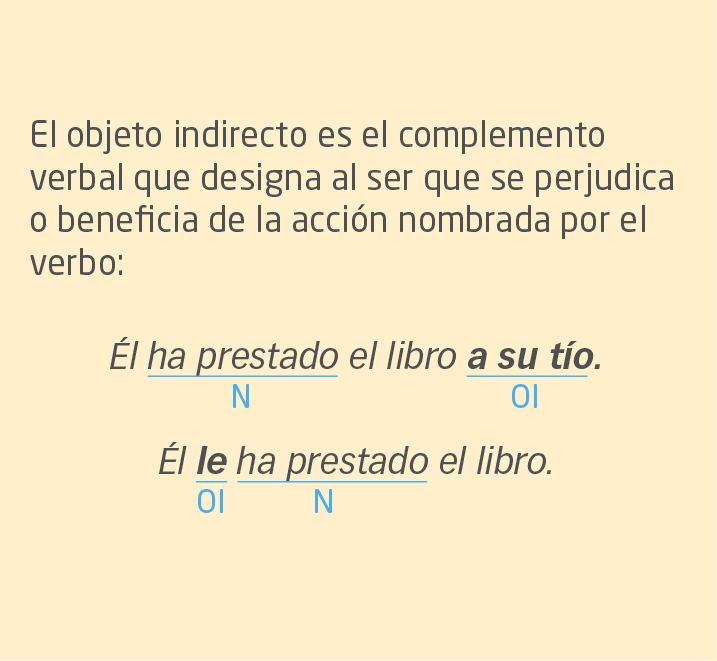 El objeto indirecto es el complemento
verbal que designa al ser que se perjudica
o beneficia de la acción nombrada por el
verbo:
Él ha prestado el libro a su tío.
N OI
Él le ha prestado el libro.
OI N